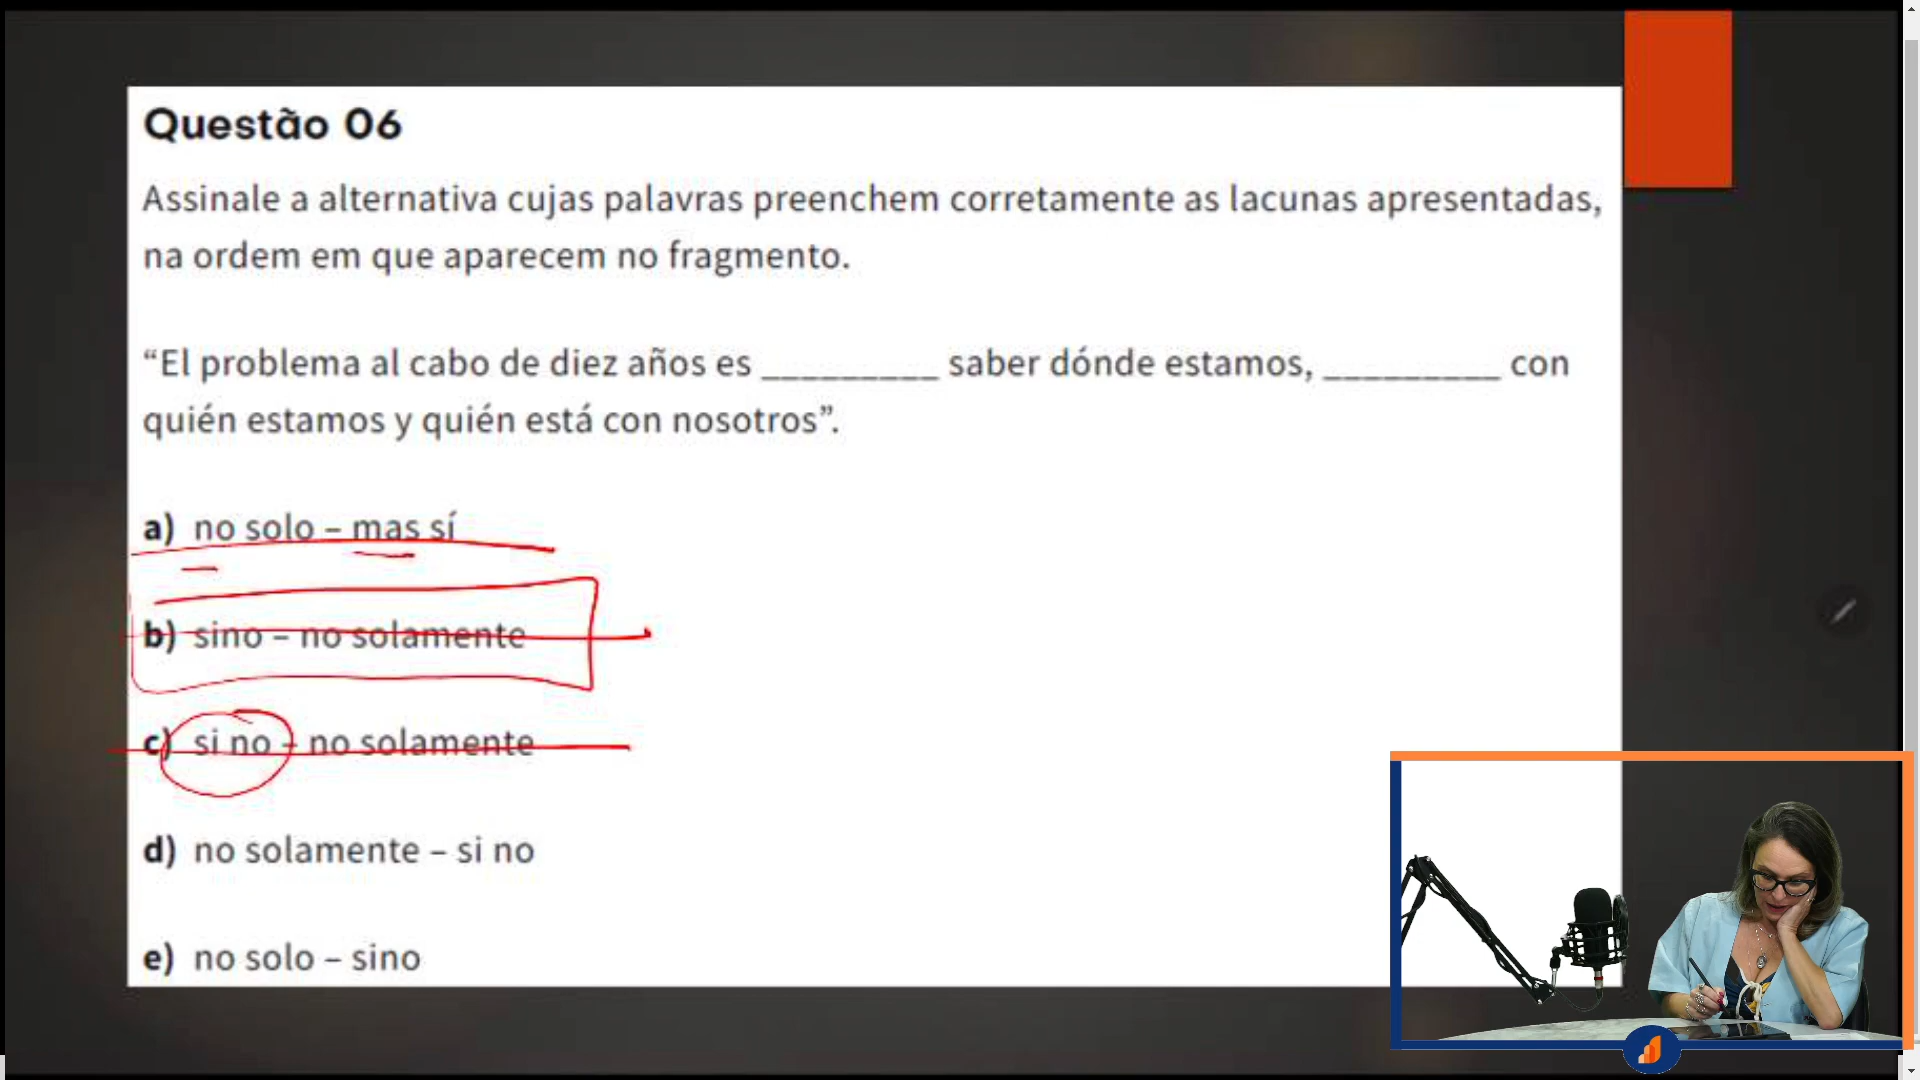 Questão 06
Assinale a alternativa cujas palavras preenchem corretamente as lacunas apresentadas,
na ordem em que aparecem no fragmento.
“El problema al cabo de diez años es _________ saber dónde estamos, _________ con
quién estamos y quién está con nosotros”.
a) no solo – mas sí
b) sino – no solamente
c) si no – no solamente
d) no solamente – si no
e) no solo – sino